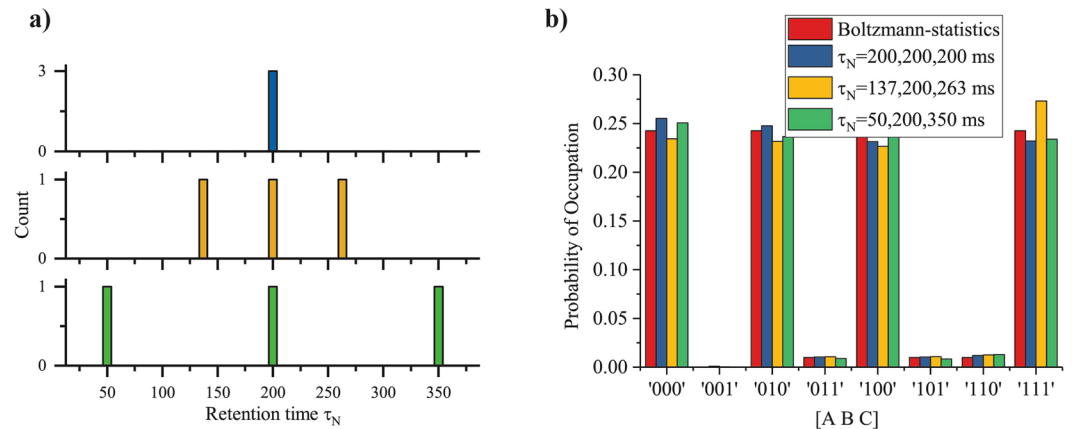 a)
3
1
0
1
0
1
0
50 100 150 200 250 300 350
Count
Retention time τN
b)
Boltzmann-statistics
τN=200,200,200 ms
τN=137,200,263 ms
τN=50,200,350 ms
0.30
0.25
0.20
0.15
0.10
0.05
0.00
Probability of Occupation
'000' '001' '010' '011' '100' '101' '110' '111'
[A B C]